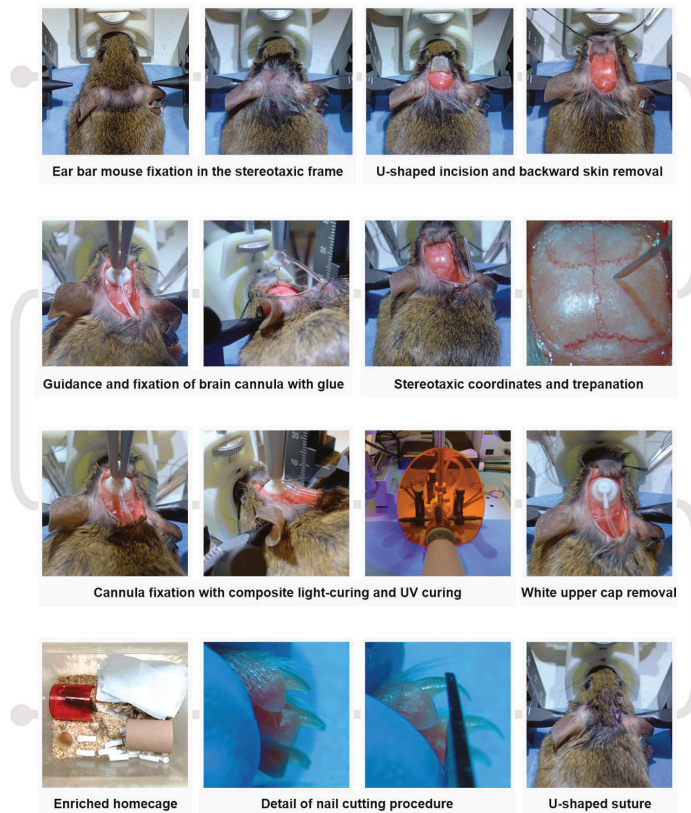 Ear bar mouse fixation in the stereotaxic frame
U-shaped incision and backward skin removal
Guidance and fixation of brain cannula with glue
Stereotaxic coordinates and trepanation
Cannula fixation with composite light-curing and UV curing
White upper cap removal
Enriched homecage
Detail of nail cutting procedure
U-shaped suture